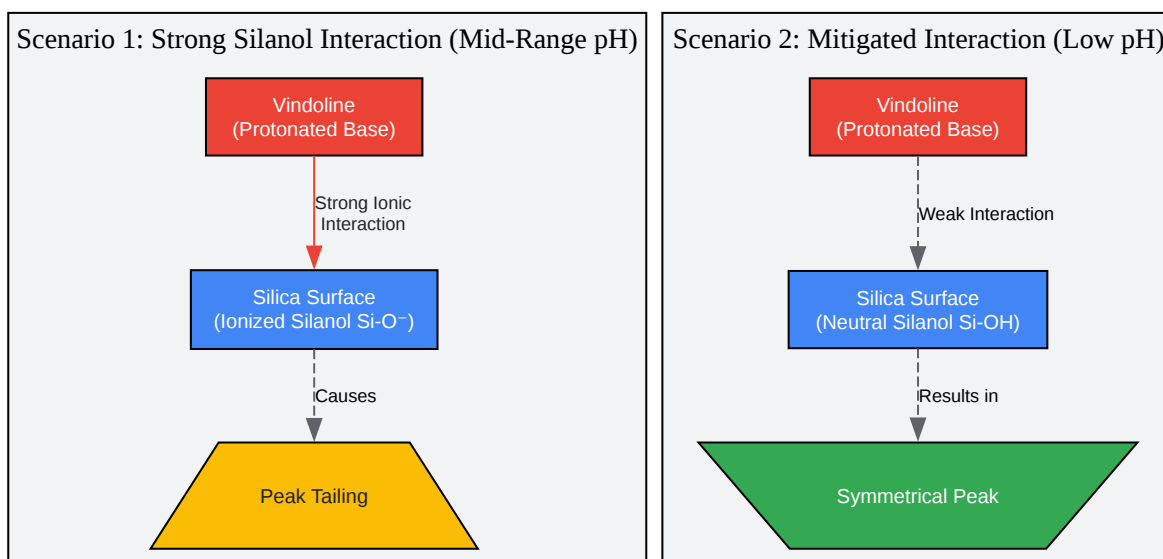 Scenario 1: Strong Silanol Interaction (Mid-Range pH)
Vindoline
(Protonated Base)
Strong Ionic
Interaction
Silica Surface
(Ionized Silanol Si-O⁻)
Causes
Peak Tailing
Scenario 2: Mitigated Interaction (Low pH)
Vindoline
(Protonated Base)
Weak Interaction
Silica Surface
(Neutral Silanol Si-OH)
Results in
Symmetrical Peak